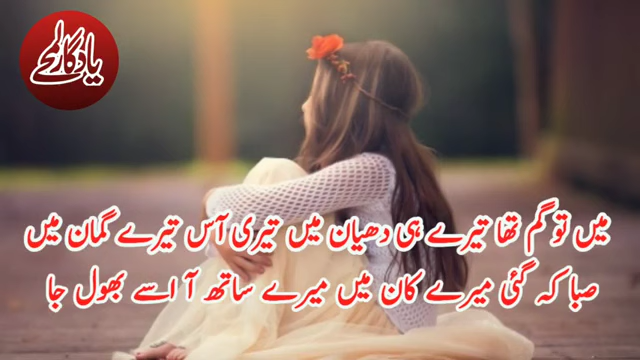 یادگار لمحے
میں تو گم تھا تیرے ہی دھیان میں تیری آس تیرے گمان میں
صبا کہ گئی میرے کان میں میرے ساتھ آ اسے بھول جا